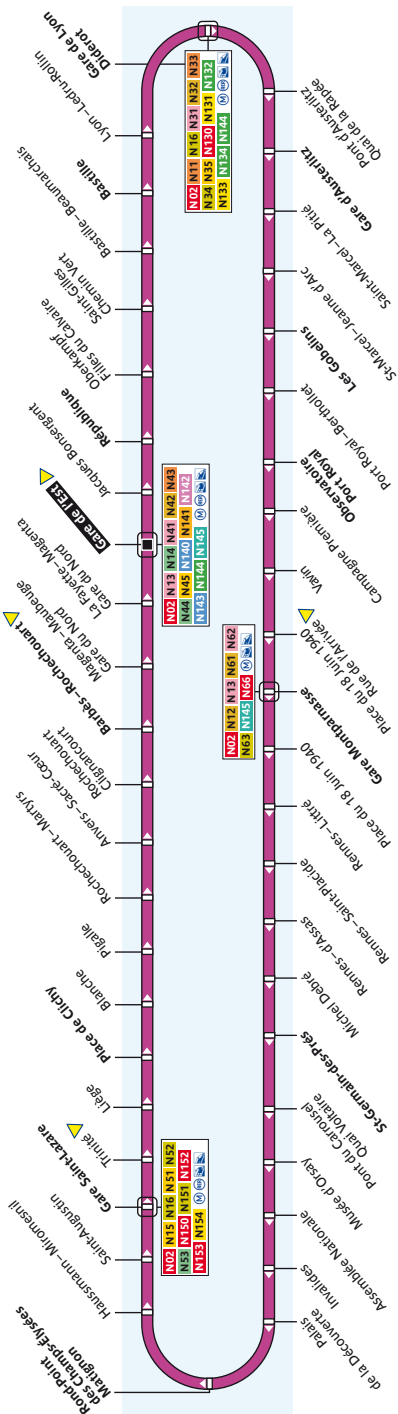 Gare de Lyon
Diderot
Lyon – Ledru-Rollin
Bastille
Bastille – Beaumarchais
Saint-Gilles
Chemin Vert
Oberkampf
Filles du Calvaire
République
Jacques Bonsergent
Gare de l'Est
La Fayette – Magenta
Gare du Nord
Magenta – Maubeuge
Gare du Nord
Barbès – Rochechouart
Rochechouart
Clignancourt
Anvers – Sacré-Cœur
Rochechouart – Martyrs
Pigalle
Blanche
Place de Clichy
Liège
Trinité
Gare Saint-Lazare
Saint-Augustin
Haussmann – Miromesnil
Rond-Point
des Champs-Élysées
Matignon
N02 N11 N16 N31 N32 N33
N34 N35 N130 N131 N132
N133 N134 N144 M RER
N02 N13 N14 N41 N42 N43
N44 N45 N140 N141 N142
N143 N144 N145 M RER
N02 N12 N13 N61 N62
N63 N145 N66 M
N02 N15 N16 N51 N52
N53 N150 N151 N152
N153 N154 M RER
Pont d'Austerlitz
Quai de la Rapée
Gare d'Austerlitz
Saint-Marcel – La Pitié
St-Marcel – Jeanne d'Arc
Les Gobelins
Port Royal – Berthollet
Observatoire
Port Royal
Campagne Première
Vavin
Place du 18 Juin 1940
Rue de l'Arrivée
Gare Montparnasse
Place du 18 Juin 1940
Rennes – Littré
Rennes – Saint-Placide
Rennes – d'Assas
Michel Debré
St-Germain-des-Prés
Pont du Carrousel
Quai Voltaire
Musée d'Orsay
Assemblée Nationale
Invalides
Palais
de la Découverte